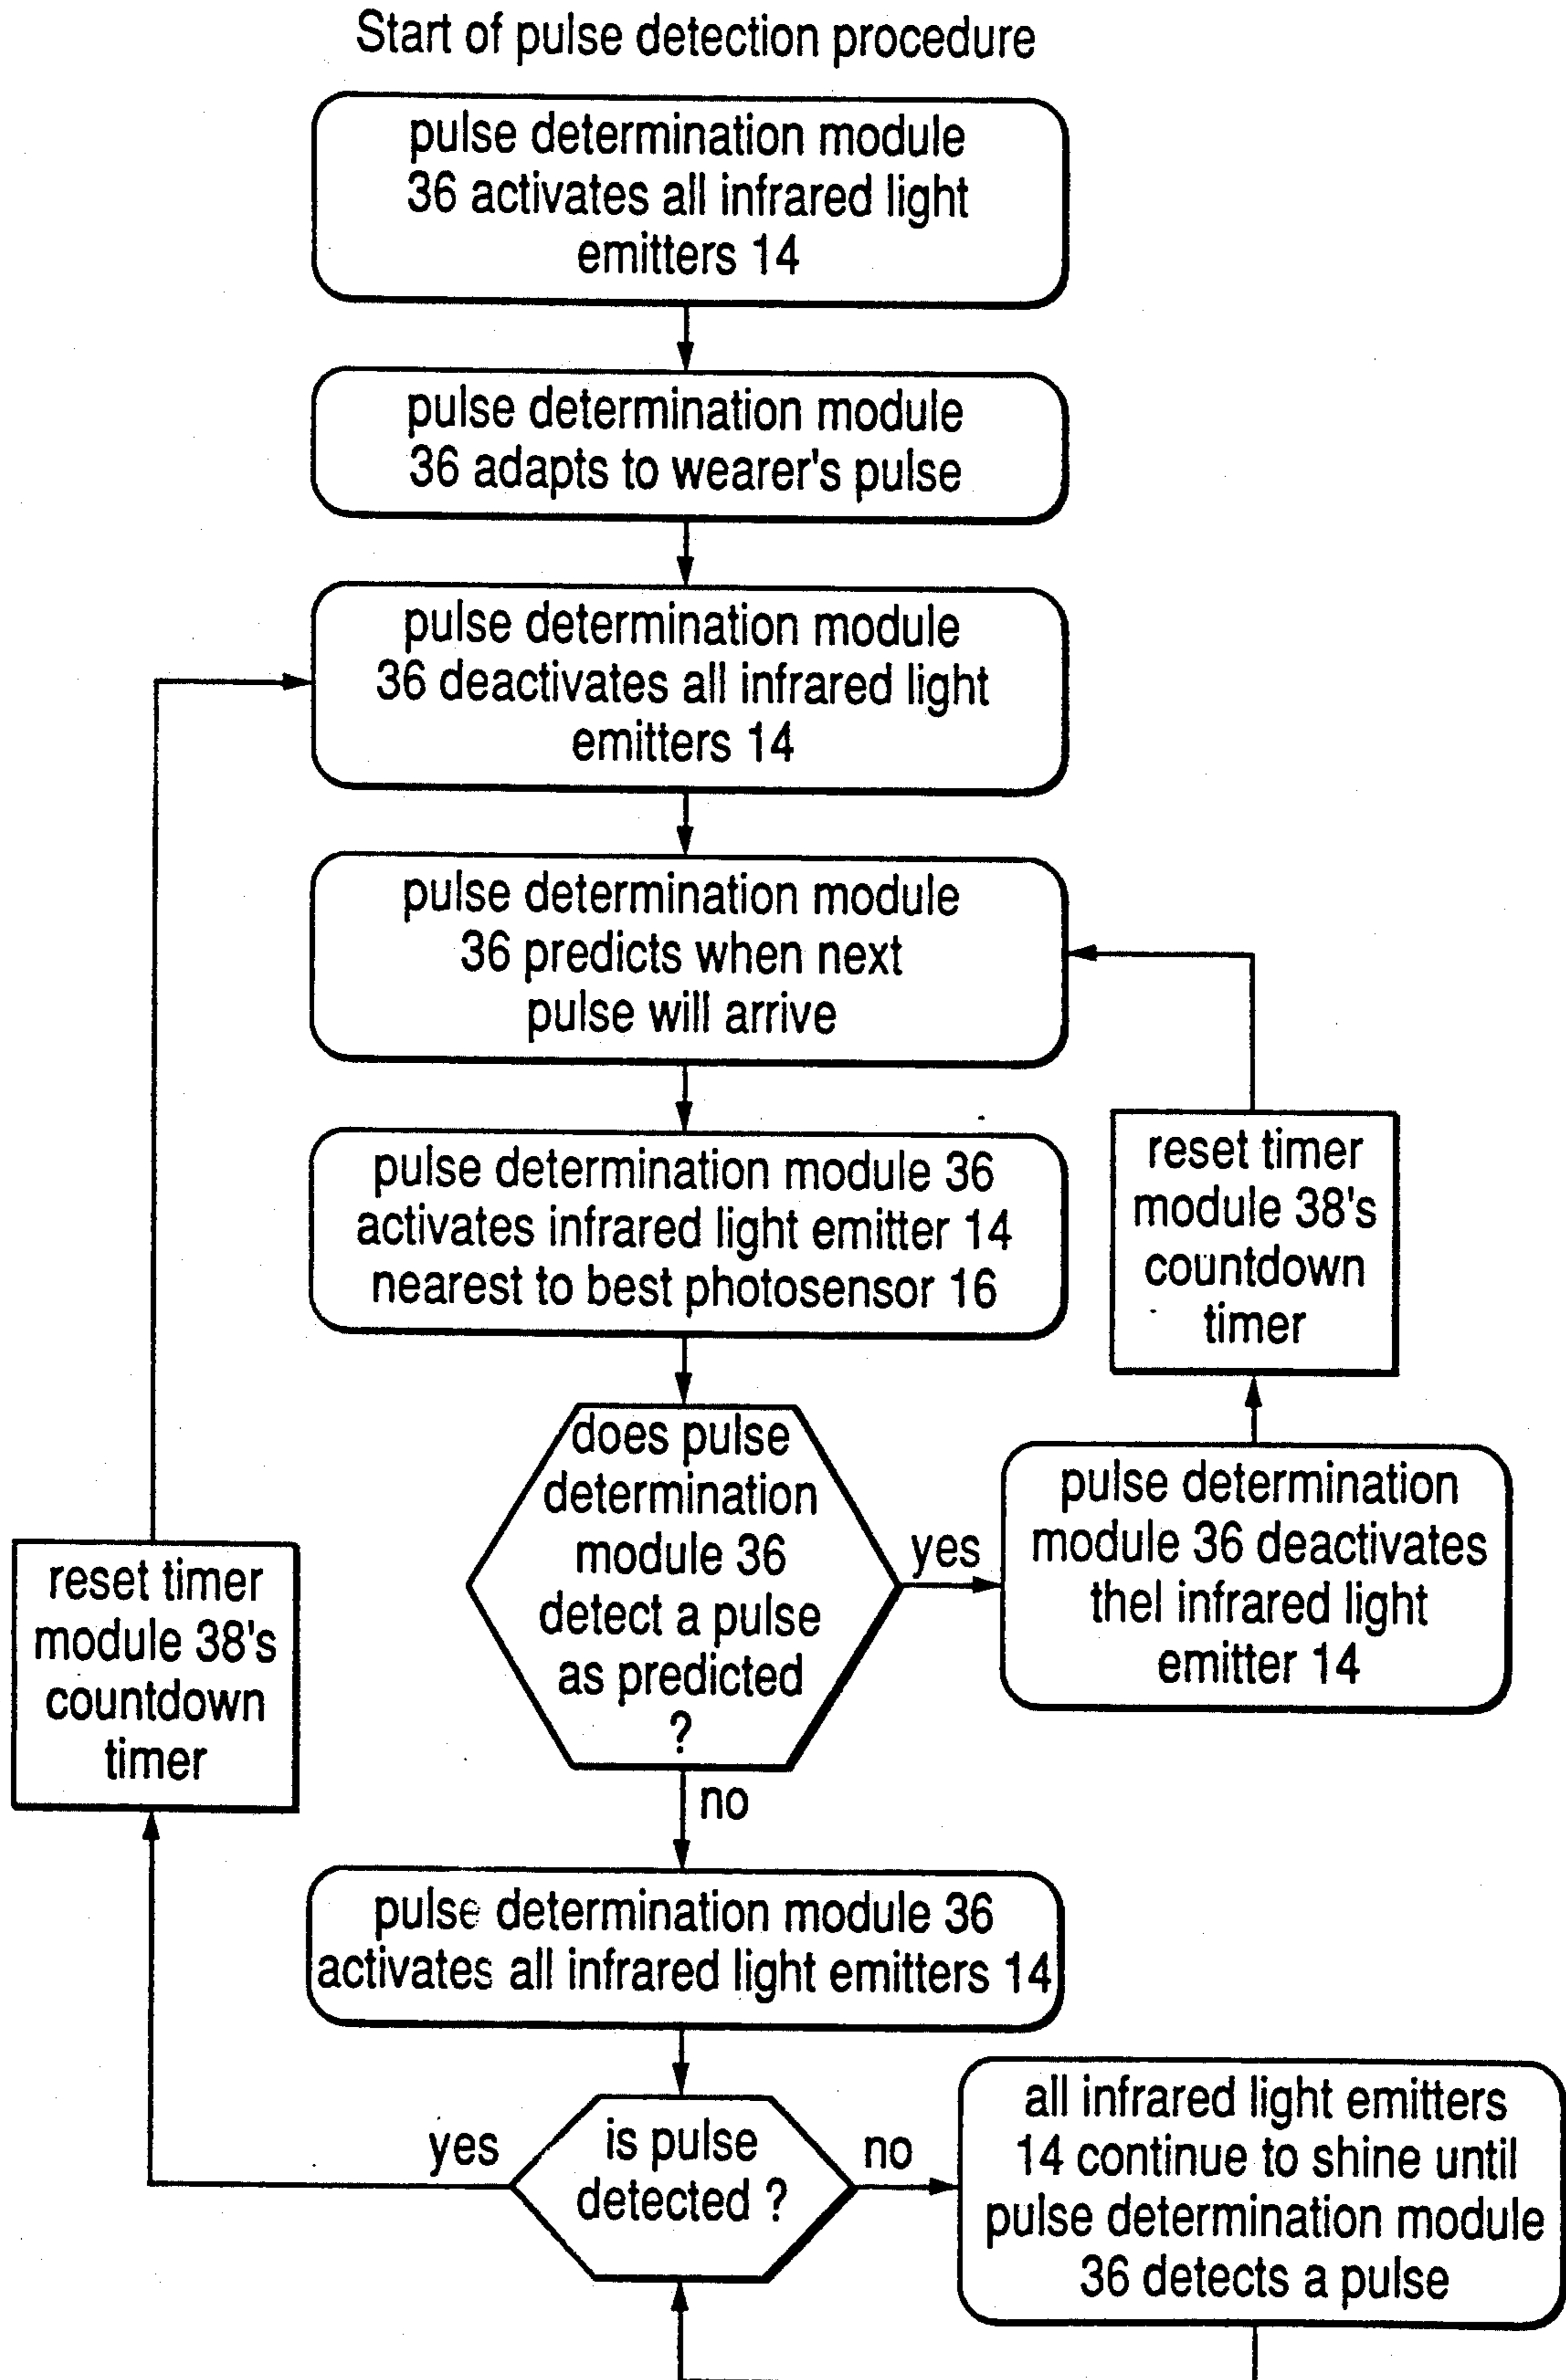 Start of pulse detection procedure
pulse determination module
36 activates all infrared light
emitters 14
pulse determination module
36 adapts to wearer's pulse
pulse determination module
36 deactivates all infrared light
emitters 14
pulse determination module
36 predicts when next
pulse will arrive
pulse determination module 36
activates infrared light emitter 14
nearest to best photosensor 16
does pulse
determination
module 36
detect a pulse
as predicted
?
yes
pulse determination
module 36 deactivates
thel infrared light
emitter 14
reset timer
module 38's
countdown
timer
no
pulse determination module 36
activates all infrared light emitters 14
is pulse
detected ?
yes
reset timer
module 38's
countdown
timer
no
all infrared light emitters
14 continue to shine until
pulse determination module
36 detects a pulse